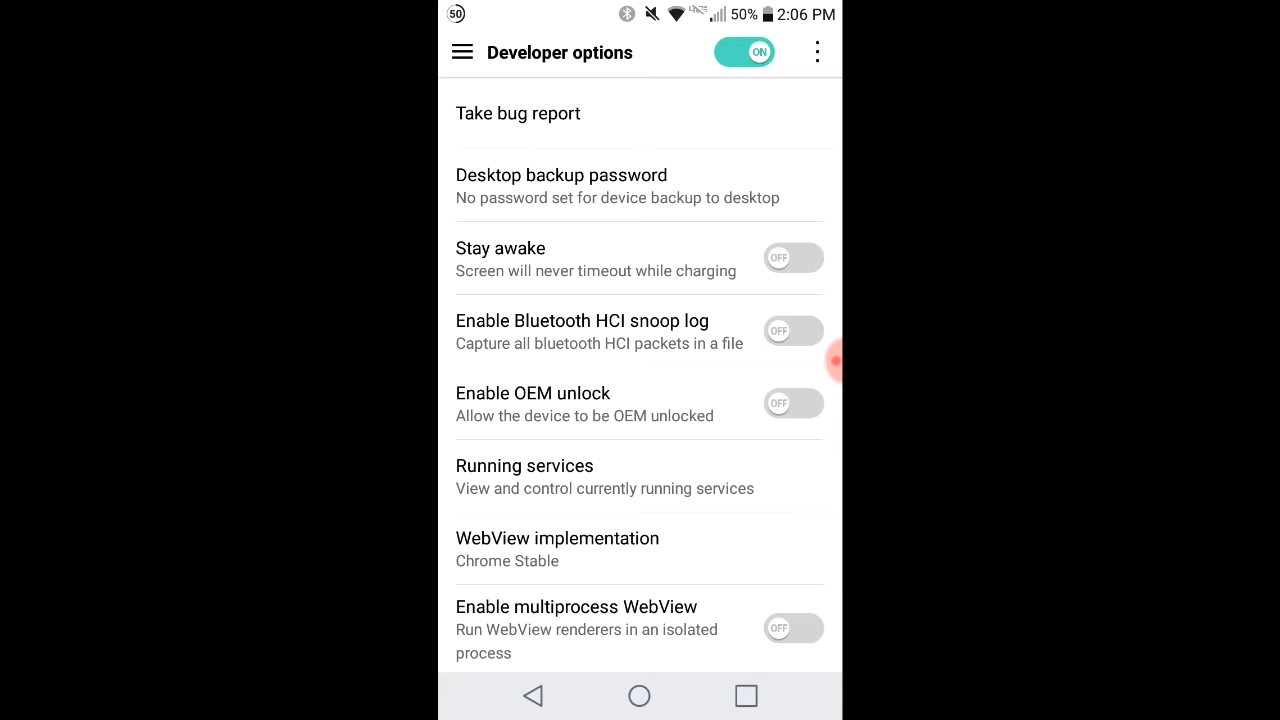 50 50% 2:06 PM
Developer options ON
Take bug report
Desktop backup password
No password set for device backup to desktop
Stay awake
Screen will never timeout while charging
OFF
Enable Bluetooth HCI snoop log
Capture all bluetooth HCI packets in a file
OFF
Enable OEM unlock
Allow the device to be OEM unlocked
OFF
Running services
View and control currently running services
WebView implementation
Chrome Stable
Enable multiprocess WebView
Run WebView renderers in an isolated
process
OFF